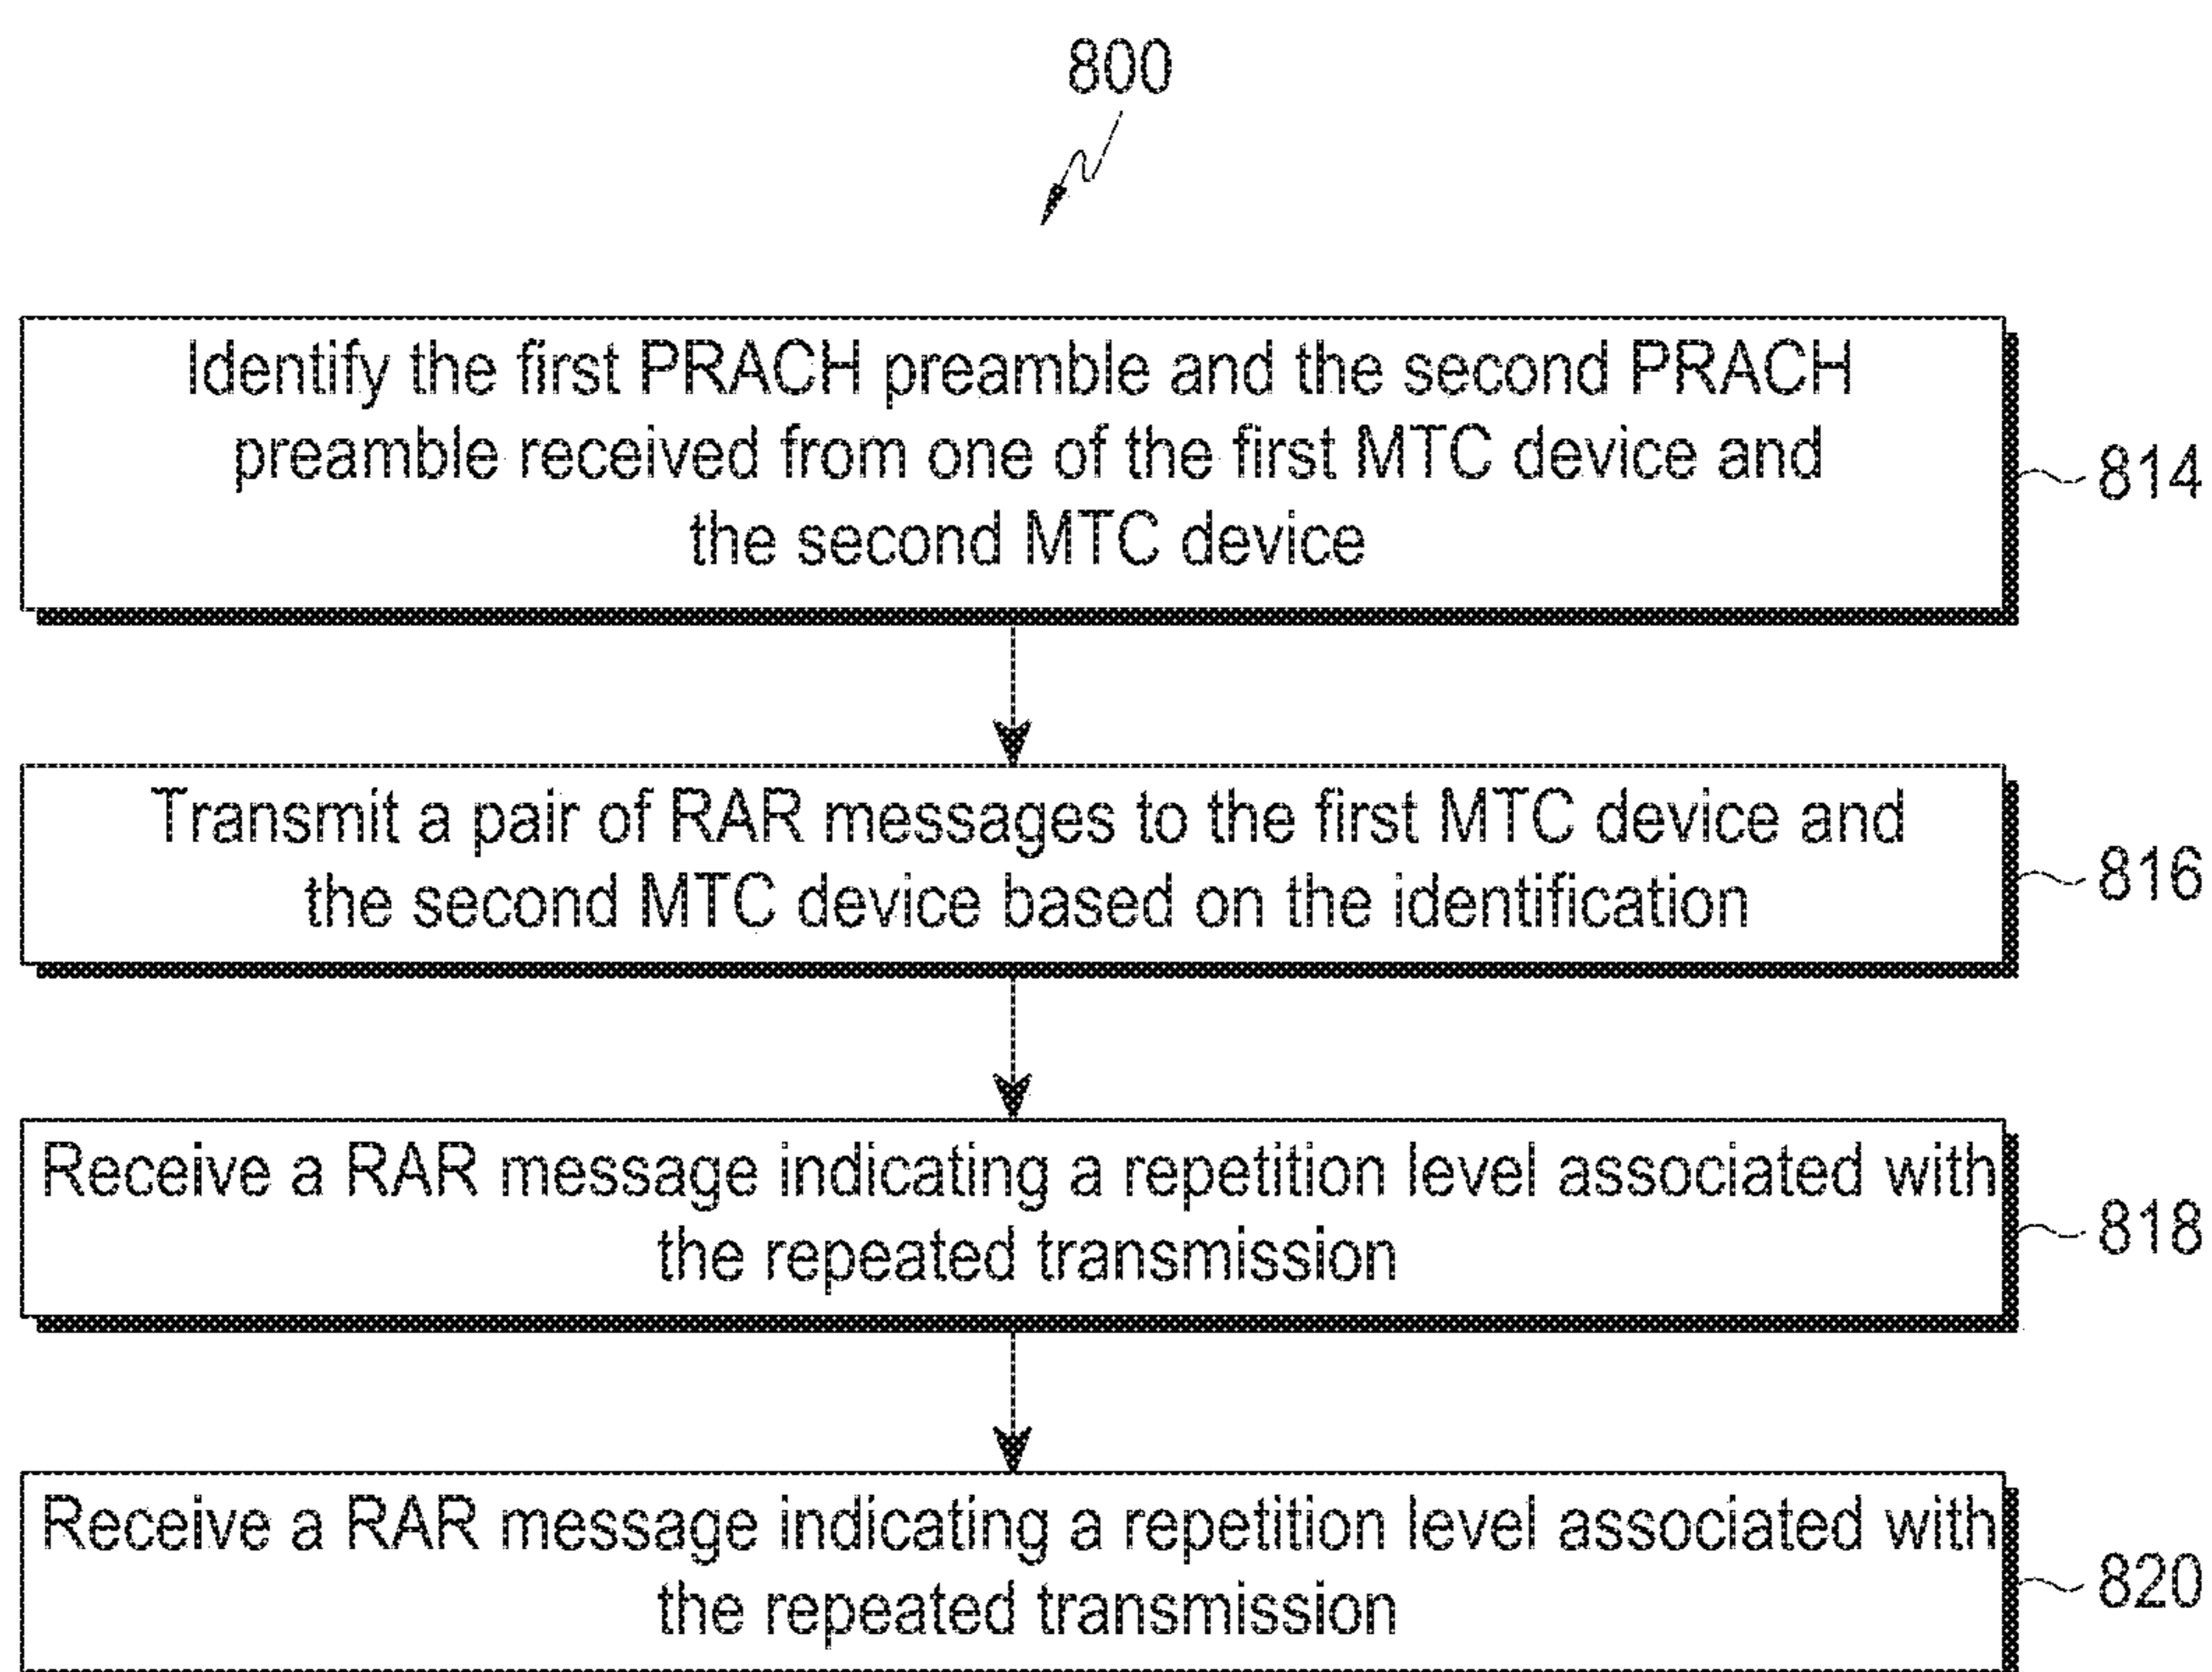 800
Identify the first PRACH preamble and the second PRACH
preamble received from one of the first MTC device and
the second MTC device
814
Transmit a pair of RAR messages to the first MTC device and
the second MTC device based on the identification
816
Receive a RAR message indicating a repetition level associated with
the repeated transmission
818
Receive a RAR message indicating a repetition level associated with
the repeated transmission
820